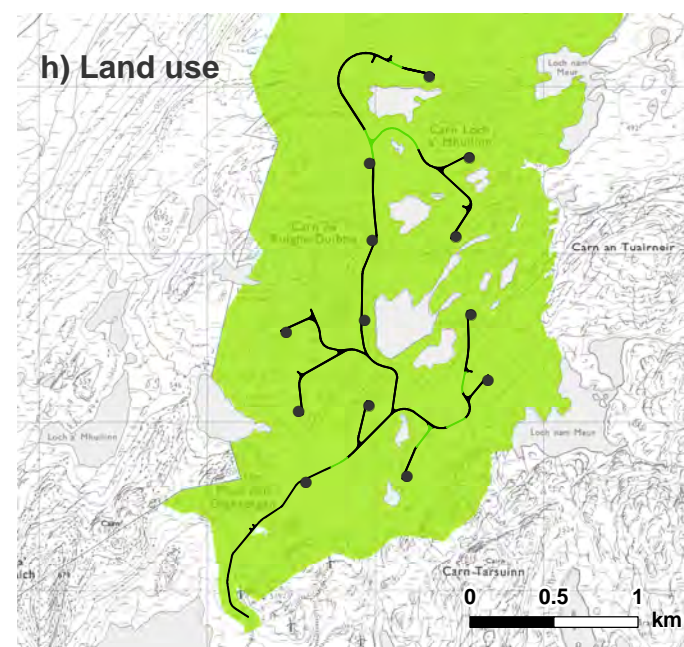 h) Land use
Loch nam
Meur
Carn Loch
a' Mhuilinn
Carn na
Ruighe Duibhe
Carn an Tuairneir
Loch a' Mhuilinn
Loch nam Meur
Carn Tarsuinn
0 0.5 1
km